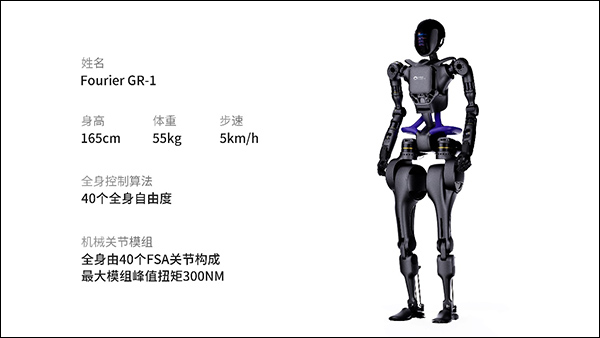 姓名
Fourier GR-1
身高 体重 步速
165cm 55kg 5km/h
全身控制算法
40个全身自由度
机械关节模组
全身由40个FSA关节构成
最大模组峰值扭矩300NM